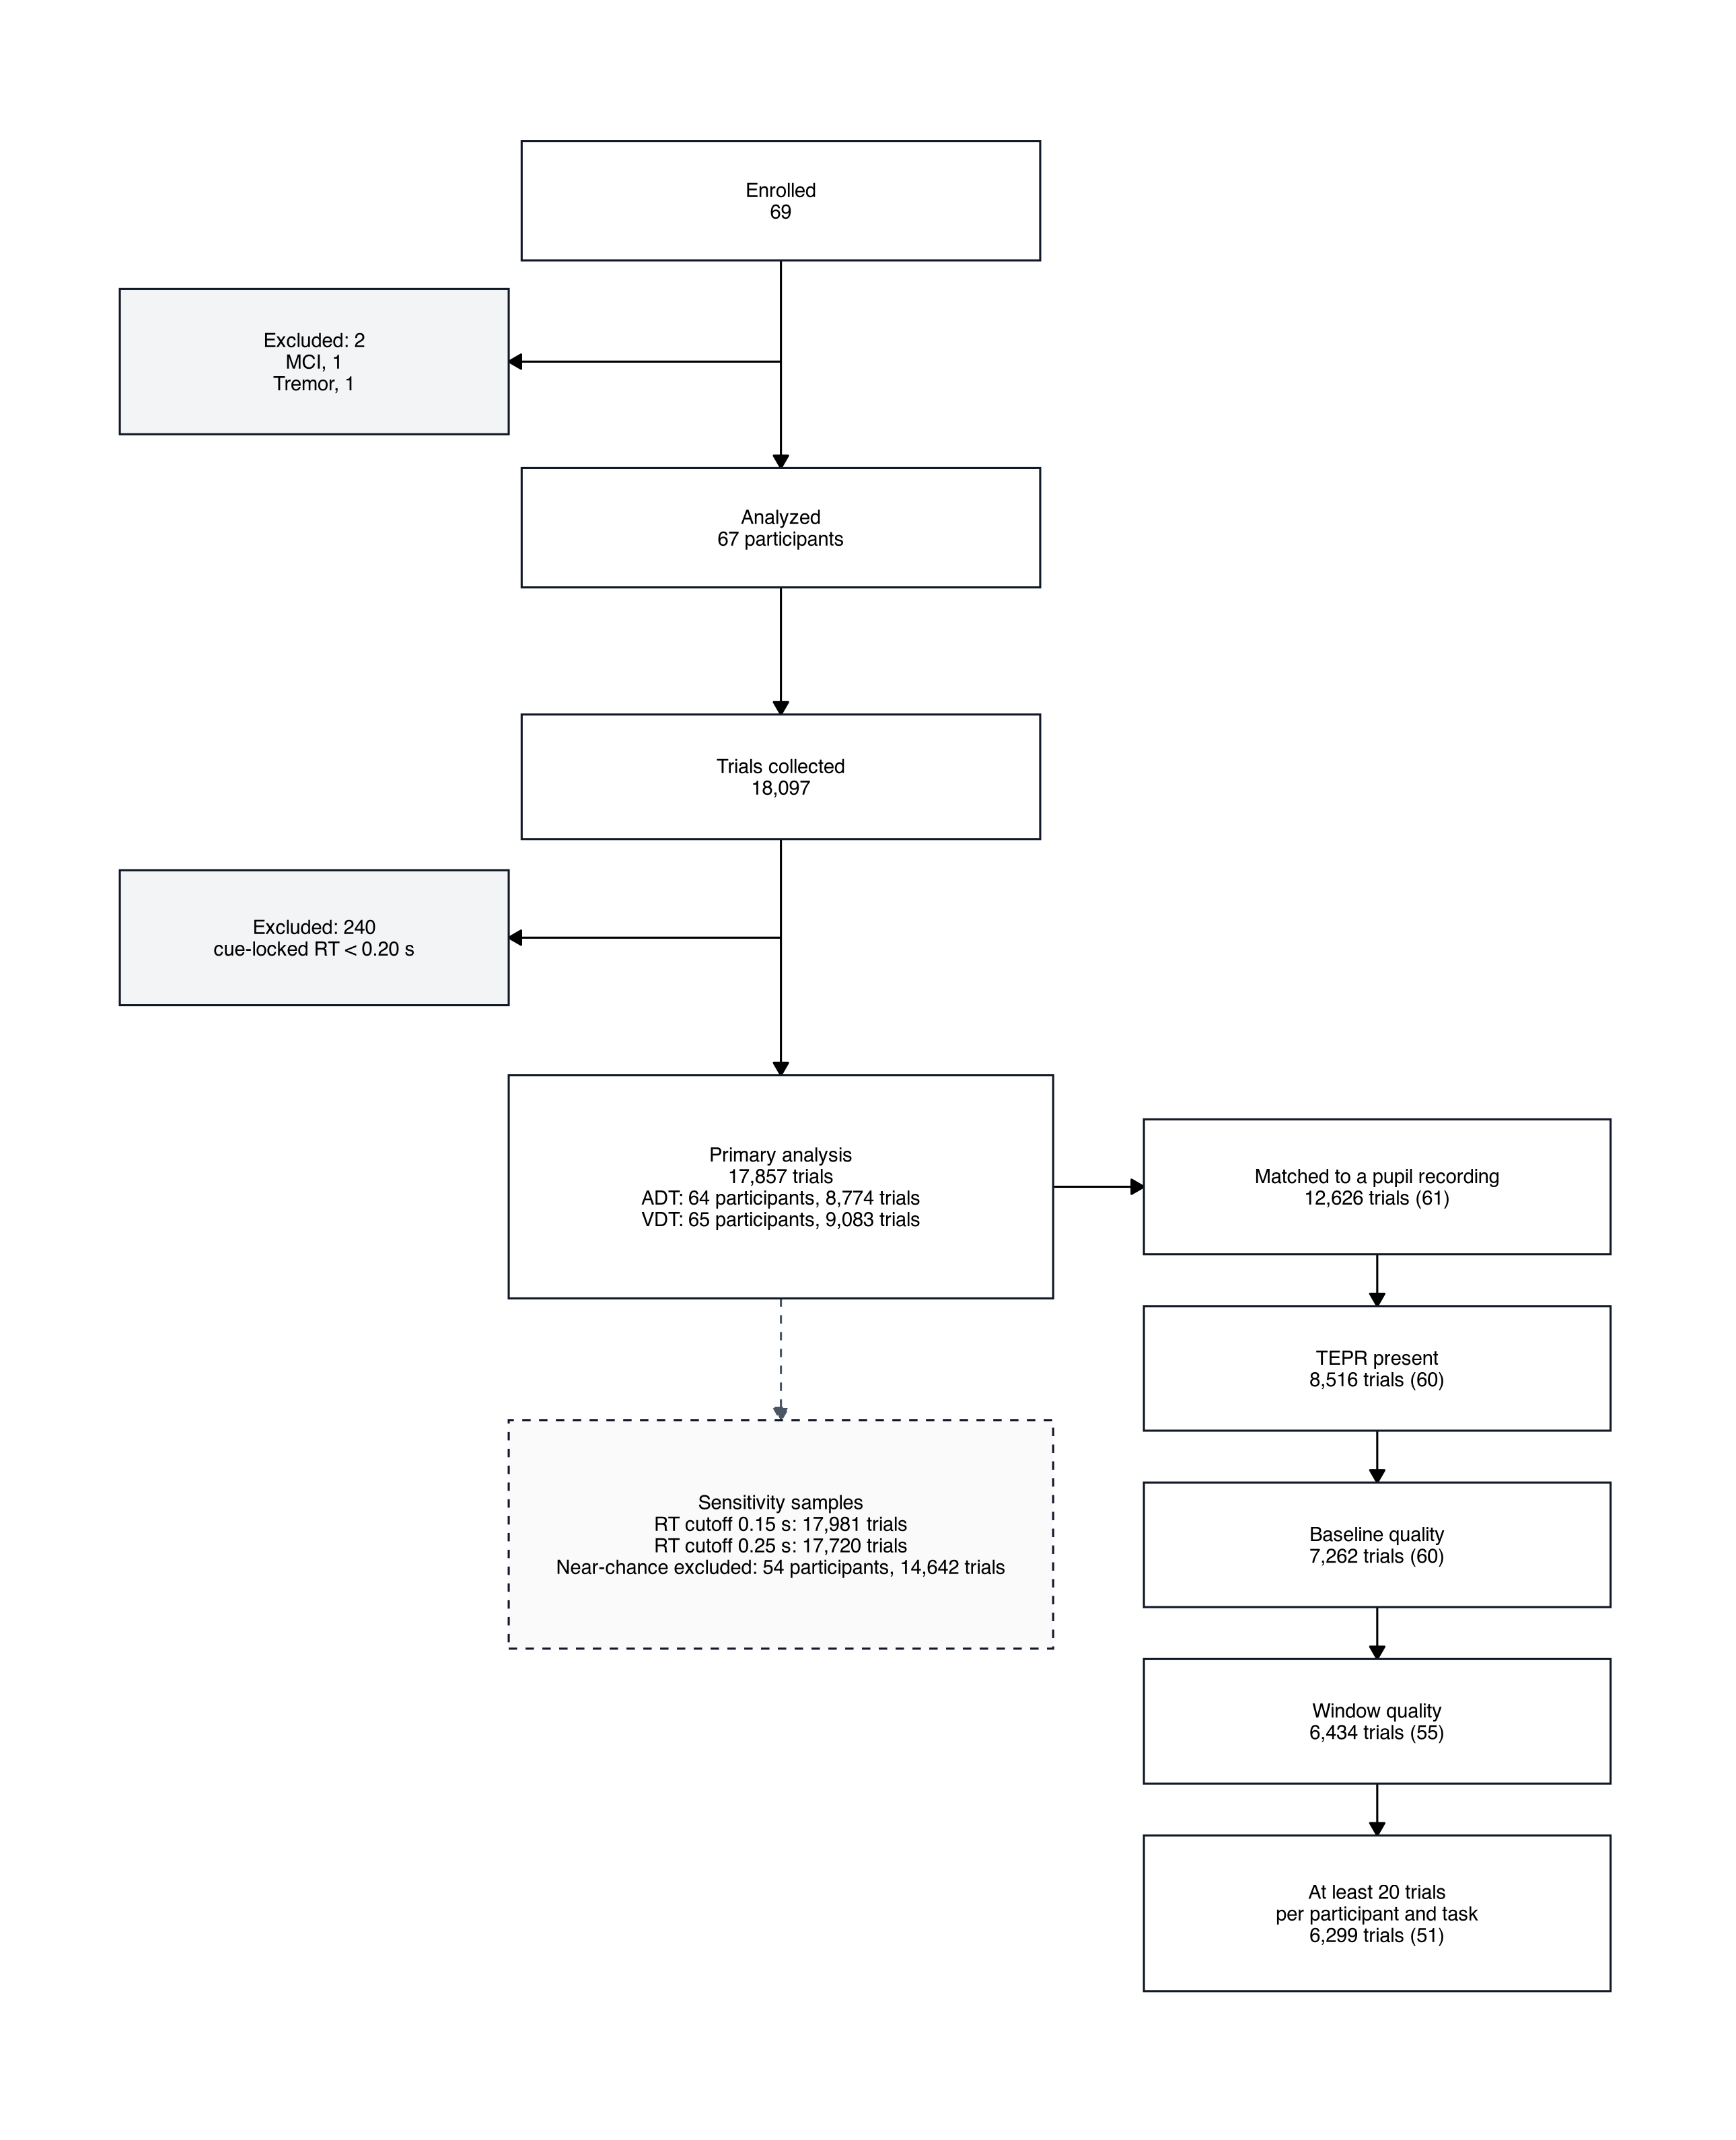 Enrolled
69
Excluded: 2
MCI, 1
Tremor, 1
Analyzed
67 participants
Trials collected
18,097
Excluded: 240
cue-locked RT < 0.20 s
Primary analysis
17,857 trials
ADT: 64 participants, 8,774 trials
VDT: 65 participants, 9,083 trials
Matched to a pupil recording
12,626 trials (61)
TEPR present
8,516 trials (60)
Sensitivity samples
RT cutoff 0.15 s: 17,981 trials
RT cutoff 0.25 s: 17,720 trials
Near-chance excluded: 54 participants, 14,642 trials
Baseline quality
7,262 trials (60)
Window quality
6,434 trials (55)
At least 20 trials
per participant and task
6,299 trials (51)